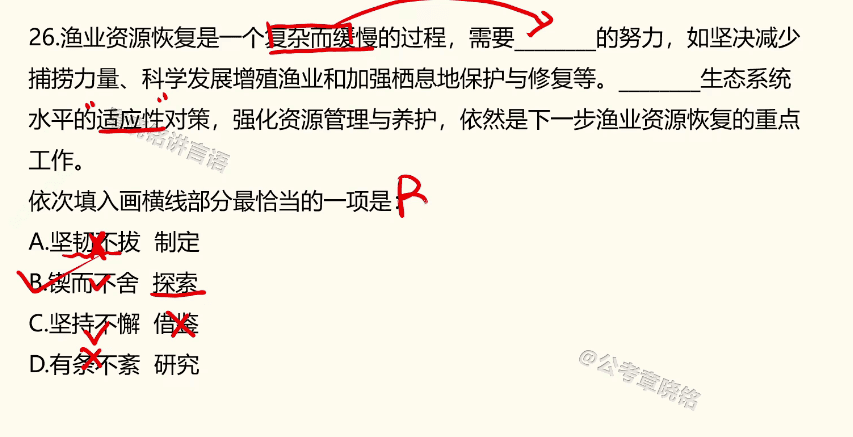 26.渔业资源恢复是一个复杂而缓慢的过程，需要________的努力，如坚决减少
捕捞力量、科学发展增殖渔业和加强栖息地保护与修复等。________生态系统
水平的“适应性”对策，强化资源管理与养护，依然是下一步渔业资源恢复的重点
工作。
依次填入画横线部分最恰当的一项是:
A.坚韧不拔 制定
B.锲而不舍 探索
C.坚持不懈 借鉴
D.有条不紊 研究
@公考章晓铭